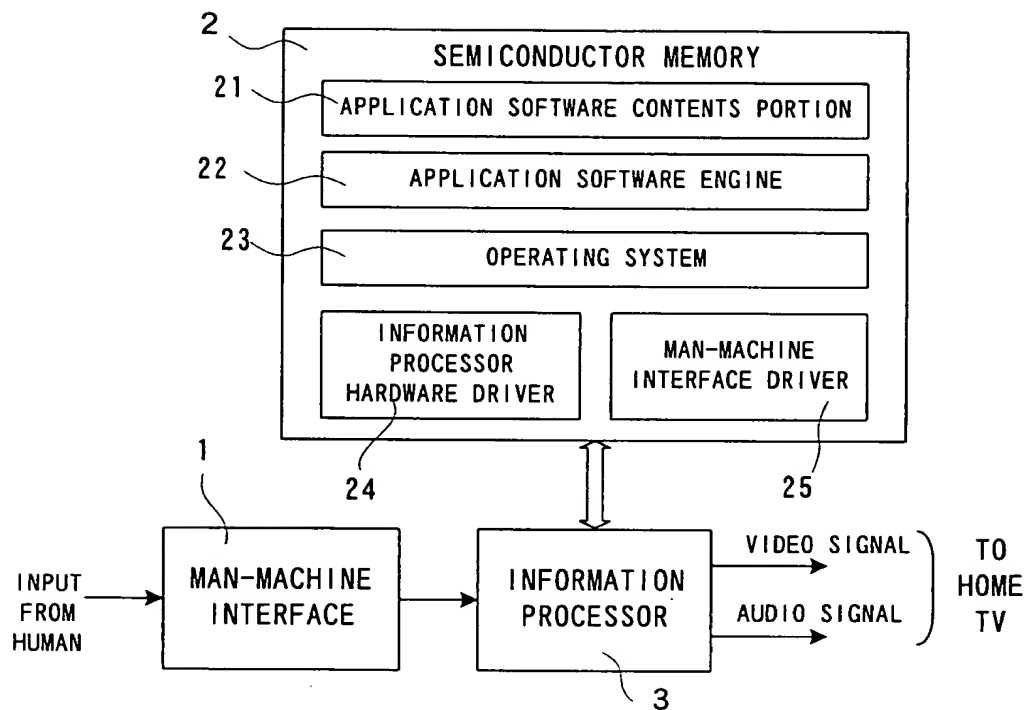 2
SEMICONDUCTOR MEMORY
21
APPLICATION SOFTWARE CONTENTS PORTION
22
APPLICATION SOFTWARE ENGINE
23
OPERATING SYSTEM
INFORMATION
PROCESSOR
HARDWARE DRIVER
MAN-MACHINE
INTERFACE DRIVER
24
25
1
INPUT
FROM
HUMAN
MAN-MACHINE
INTERFACE
INFORMATION
PROCESSOR
3
VIDEO SIGNAL
AUDIO SIGNAL
TO
HOME
TV